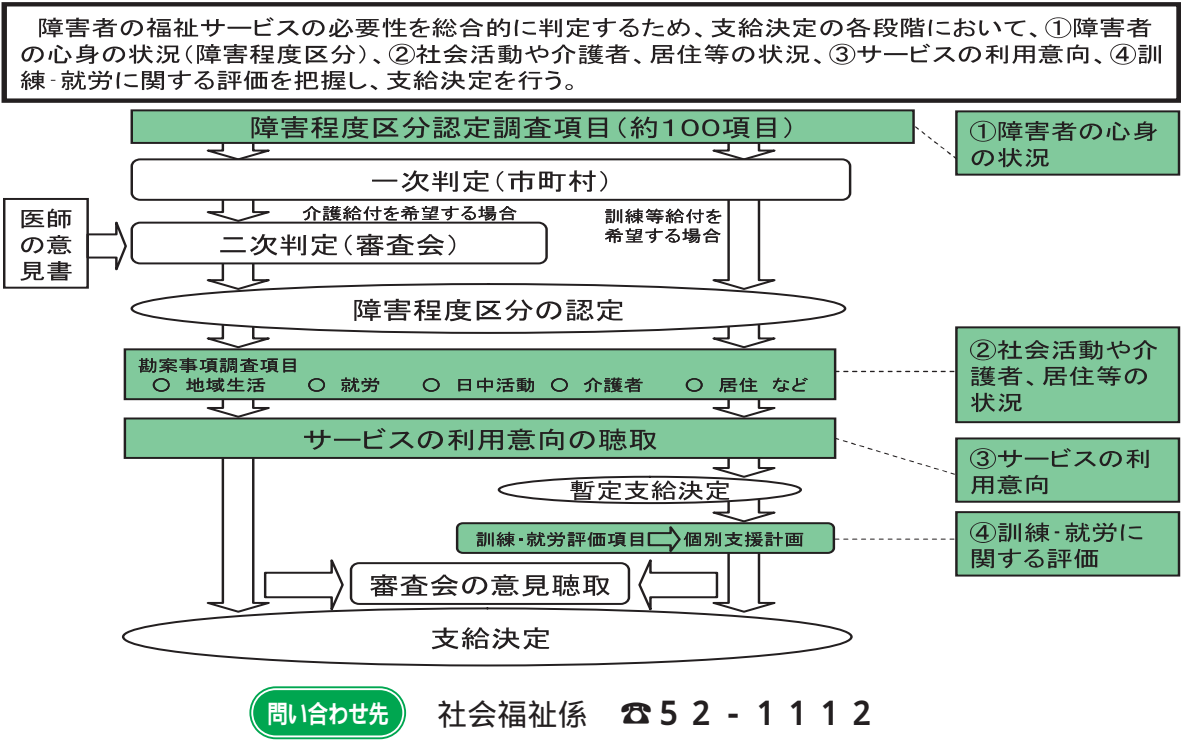 障害者の福祉サービスの必要性を総合的に判定するため、支給決定の各段階において、①障害者
の心身の状況（障害程度区分）、②社会活動や介護者、居住等の状況、③サービスの利用意向、④訓
練‐就労に関する評価を把握し、支給決定を行う。
障害程度区分認定調査項目（約１００項目）
①障害者の心身
の状況
一次判定（市町村）
医師
の意
見書
介護給付を希望する場合
訓練等給付を
希望する場合
二次判定（審査会）
障害程度区分の認定
勘案事項調査項目
○ 地域生活 ○ 就労 ○ 日中活動 ○ 介護者 ○ 居住 など
②社会活動や介
護者、居住等の
状況
サービスの利用意向の聴取
③サービスの利
用意向
暫定支給決定
訓練・就労評価項目 個別支援計画
④訓練‐就労に
関する評価
審査会の意見聴取
支給決定
問い合わせ先 社会福祉係 ☎５２-１１１２